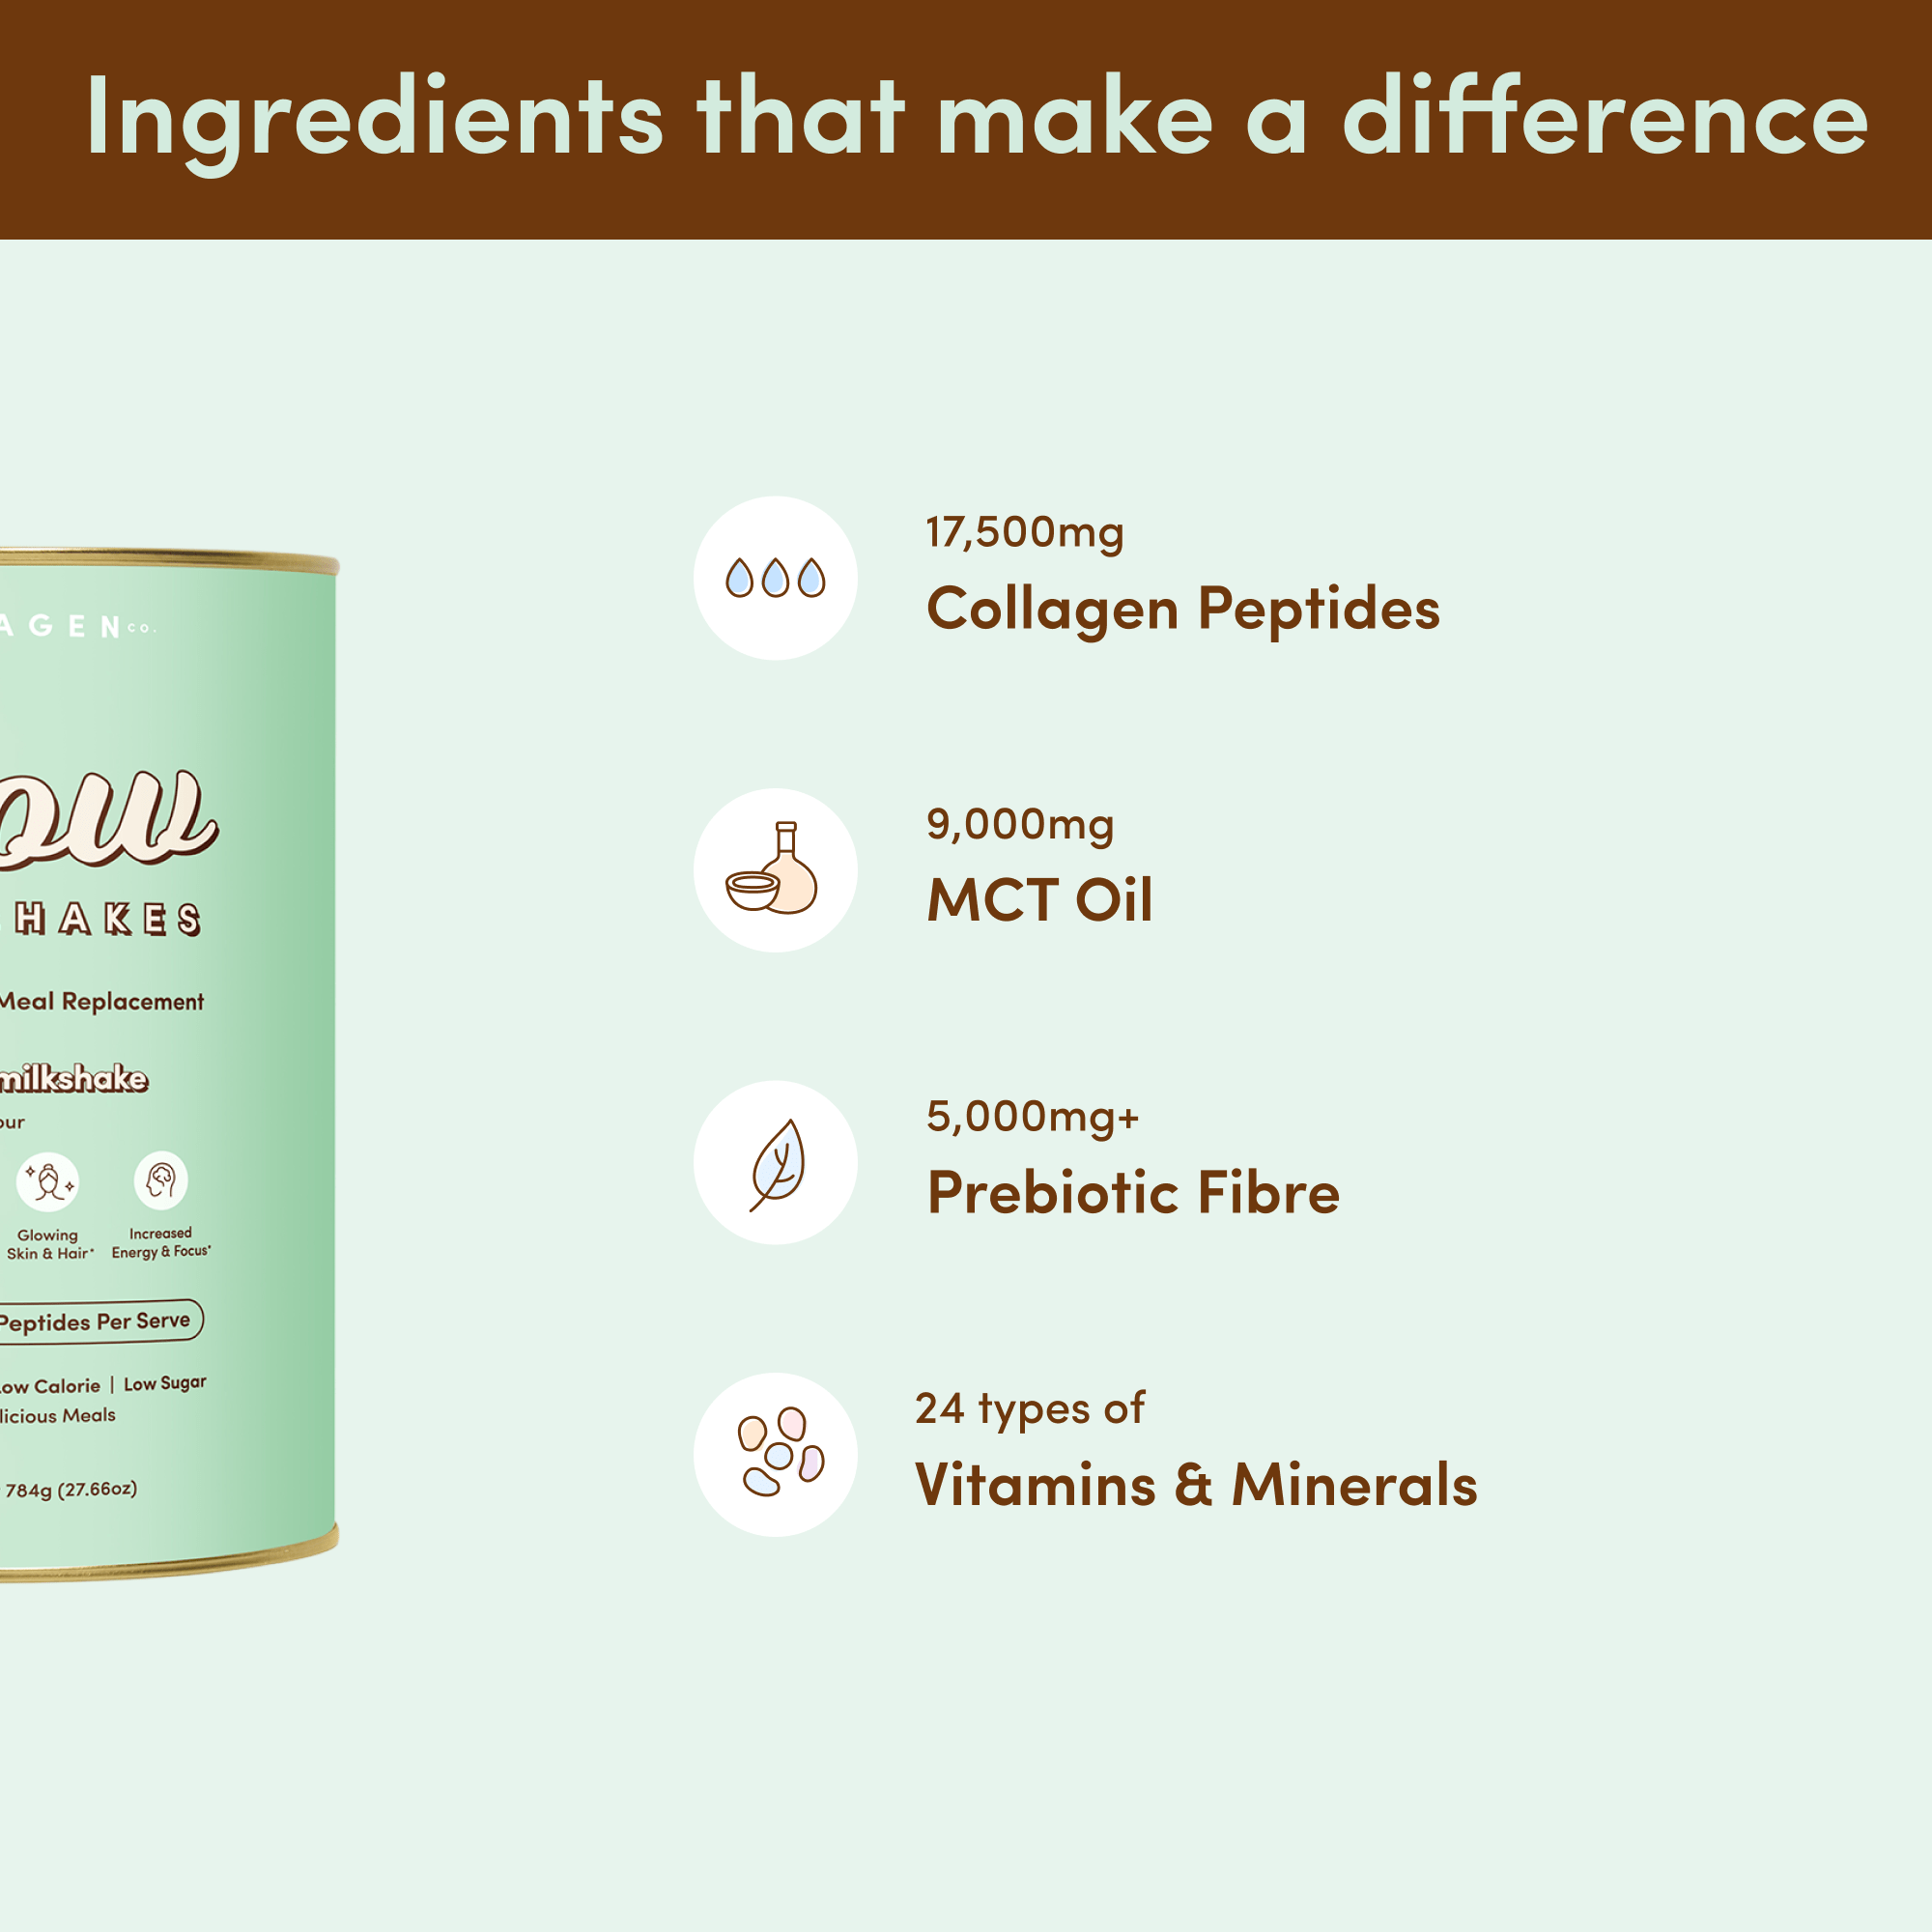 Ingredients that make a difference
AGEN co.
ow
HAKES
Meal Replacement
milkshake
our
Glowing
Skin & Hair*
Increased
Energy & Focus*
Peptides Per Serve
ow Calorie | Low Sugar
licious Meals
784g (27.66oz)
17,500mg
Collagen Peptides
9,000mg
MCT Oil
5,000mg+
Prebiotic Fibre
24 types of
Vitamins & Minerals